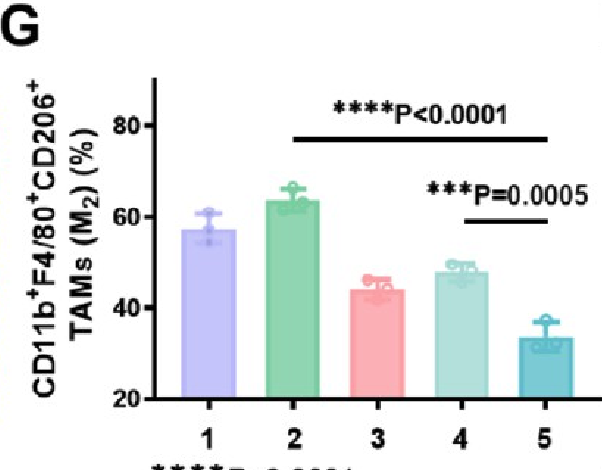 G
CD11b⁺F4/80⁺CD206⁺
TAMs (M₂) (%)
****P<0.0001
***P=0.0005
80
60
40
20
1 2 3 4 5